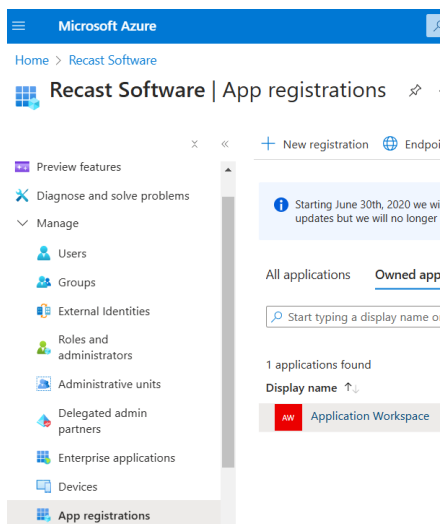 Microsoft Azure
Home > Recast Software
Recast Software | App registrations
+ New registration
Preview features
Diagnose and solve problems
Manage
Users
Groups
External Identities
Roles and
administrators
Administrative units
Delegated admin
partners
Enterprise applications
Devices
App registrations
Starting June 30th, 2020 we
updates but we will no longer
All applications Owned
Start typing a display name
1 applications found
Display name ↑↓
AW Application Workspace